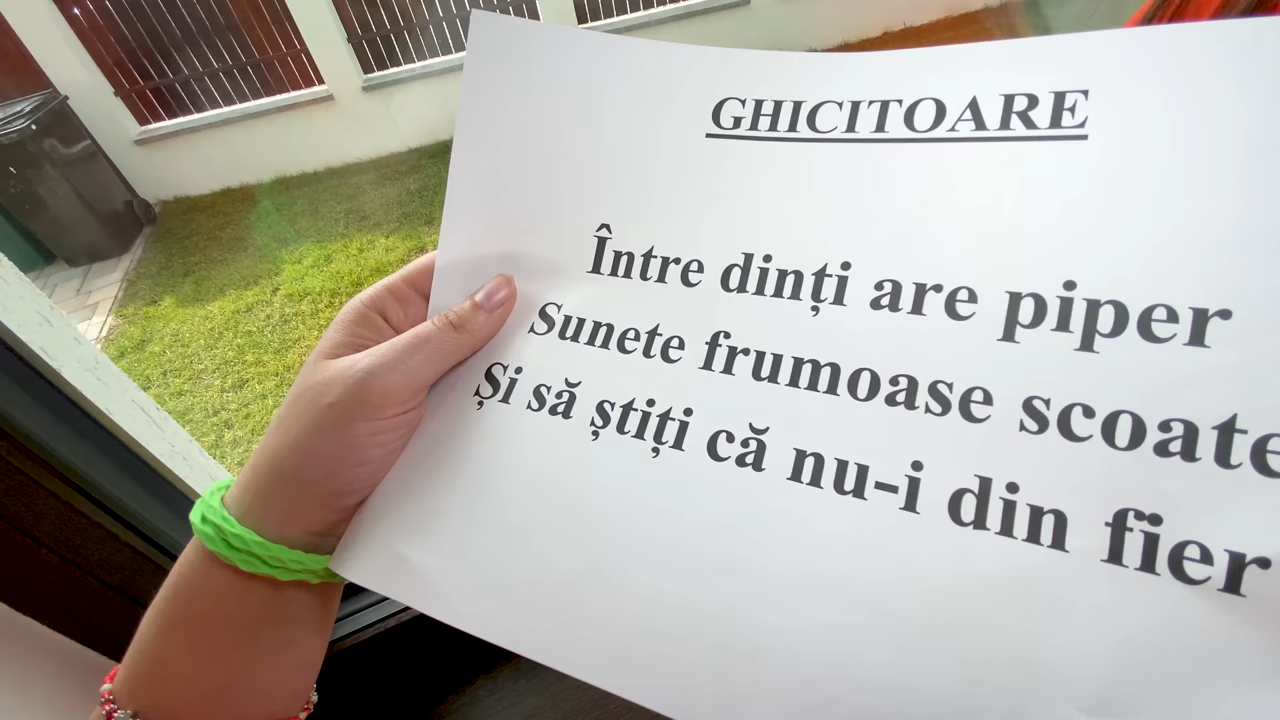 GHICITOARE
Între dinți are piper
Sunete frumoase scoate
Și să știți că nu-i din fier